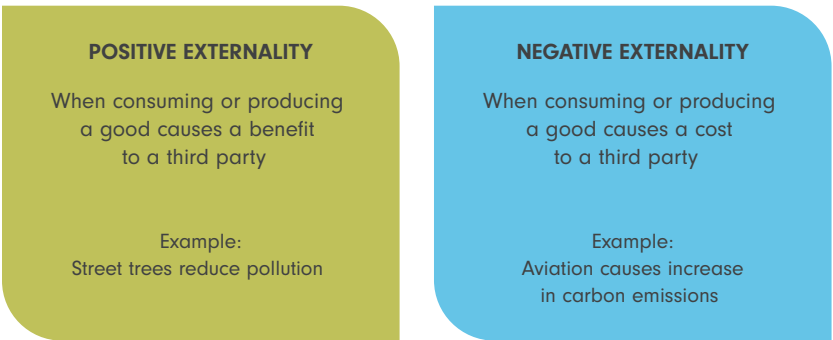 POSITIVE EXTERNALITY
When consuming or producing
a good causes a benefit
to a third party
Example:
Street trees reduce pollution
NEGATIVE EXTERNALITY
When consuming or producing
a good causes a cost
to a third party
Example:
Aviation causes increase
in carbon emissions